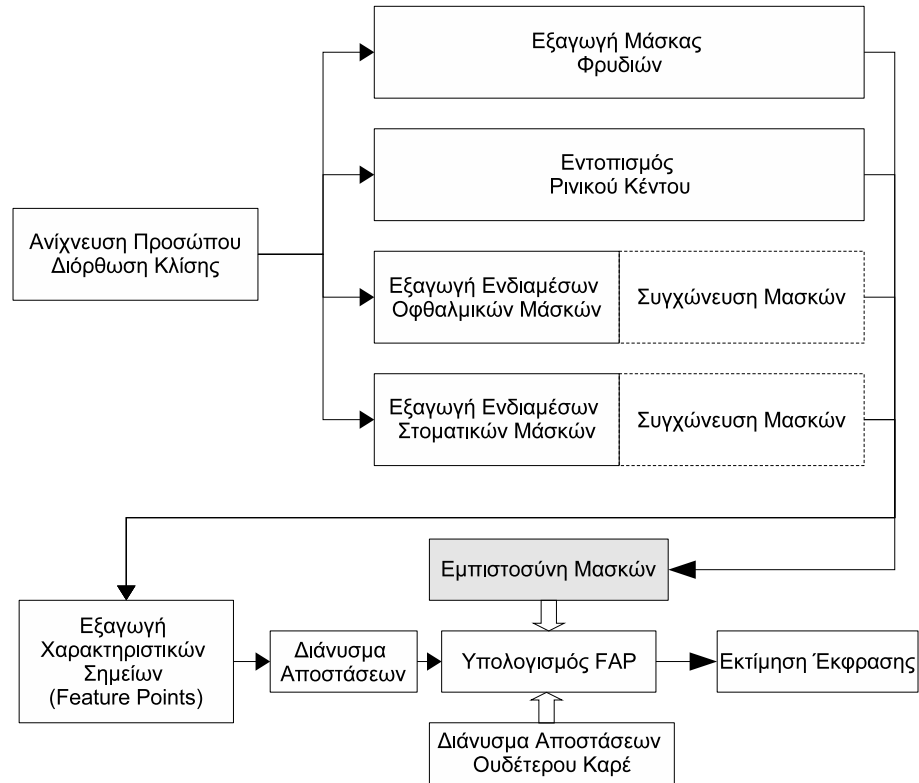 Εξαγωγή Μάσκας
Φρυδιών
Εντοπισμός
Ρινικού Κέντου
Ανίχνευση Προσώπου
Διόρθωση Κλίσης
Εξαγωγή Ενδιαμέσων
Οφθαλμικών Μάσκών
Συγχώνευση Μασκών
Εξαγωγή Ενδιαμέσων
Στοματικών Μάσκών
Συγχώνευση Μασκών
Εμπιστοσύνη Μασκών
Εξαγωγή
Χαρακτηριστικών
Σημείων
(Feature Points)
Διάνυσμα
Αποστάσεων
Υπολογισμός FAP
Εκτίμηση Έκφρασης
Διάνυσμα Αποστάσεων
Ουδέτερου Καρέ